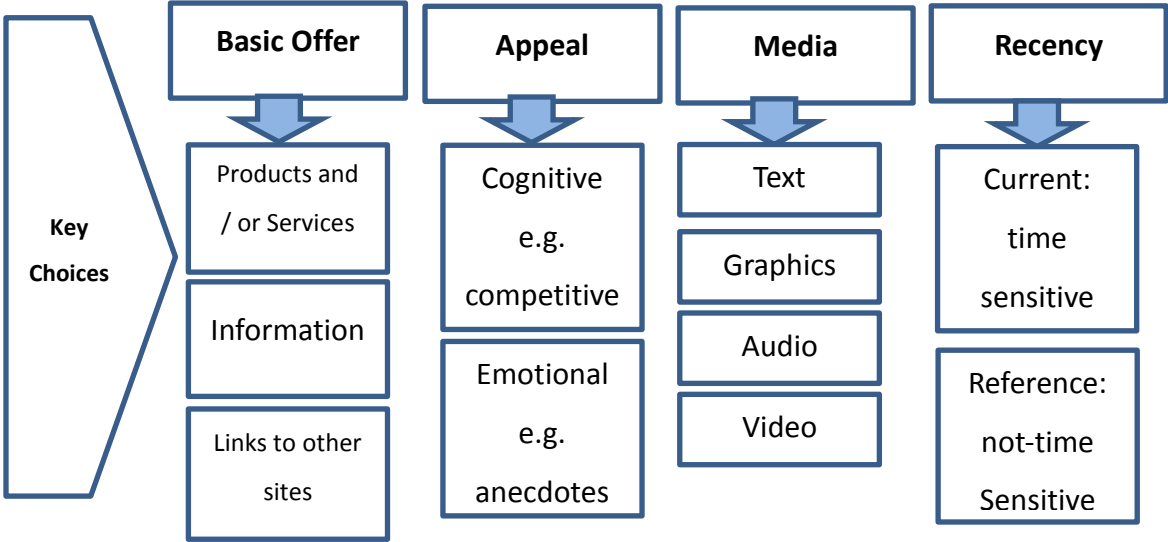 Key
Choices
Basic Offer
Products and
/ or Services
Information
Links to other
sites
Appeal
Cognitive
e.g.
competitive
Emotional
e.g.
anecdotes
Media
Text
Graphics
Audio
Video
Recency
Current:
time
sensitive
Reference:
not-time
Sensitive